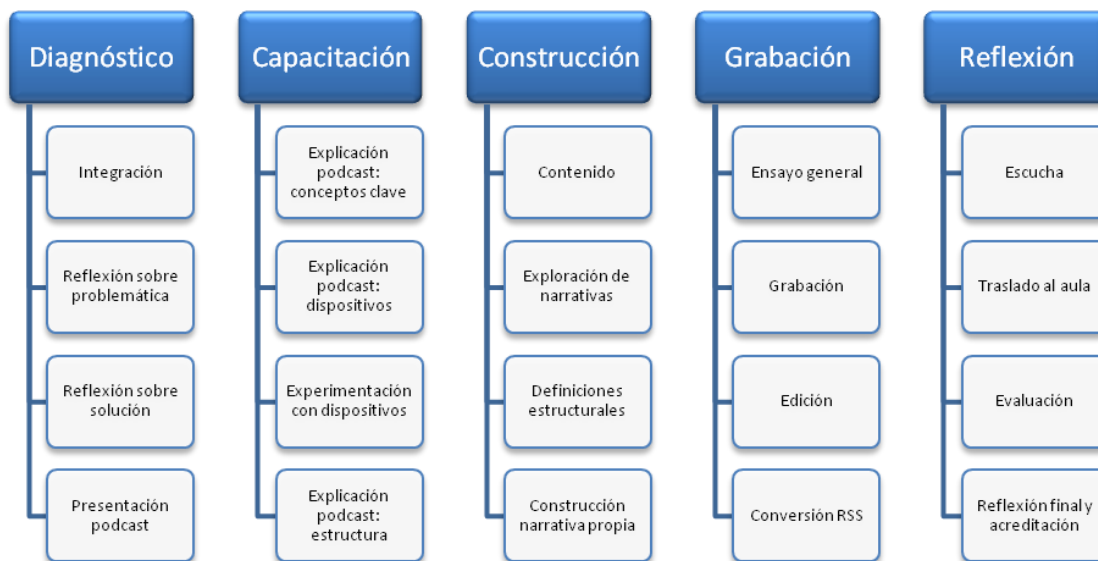 Diagnóstico
Integración
Reflexión sobre
problemática
Reflexión sobre
solución
Presentación
podcast
Capacitación
Explicación
podcast:
conceptos clave
Explicación
podcast:
dispositivos
Experimentación
con dispositivos
Explicación
podcast:
estructura
Construcción
Contenido
Exploración de
narrativas
Definiciones
estructurales
Construcción
narrativa propia
Grabación
Ensayo general
Grabación
Edición
Conversión RSS
Reflexión
Escucha
Traslado al aula
Evaluación
Reflexión final y
acreditación